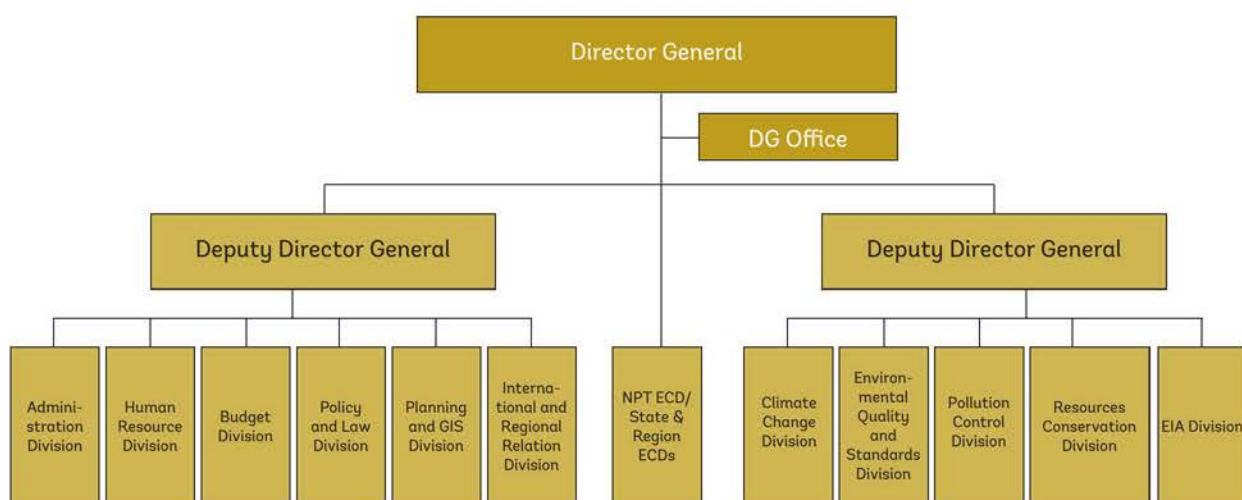 Director General
DG Office
Deputy Director General
Deputy Director General
Admini-
stration
Division
Human
Resource
Division
Budget
Division
Policy
and Law
Division
Planning
and GIS
Division
Interna-
tional and
Regional
Relation
Division
NPT ECD/
State &
Region
ECDs
Climate
Change
Division
Environ-
mental
Quality
and
Standards
Division
Pollution
Control
Division
Resources
Conservation
Division
EIA Division